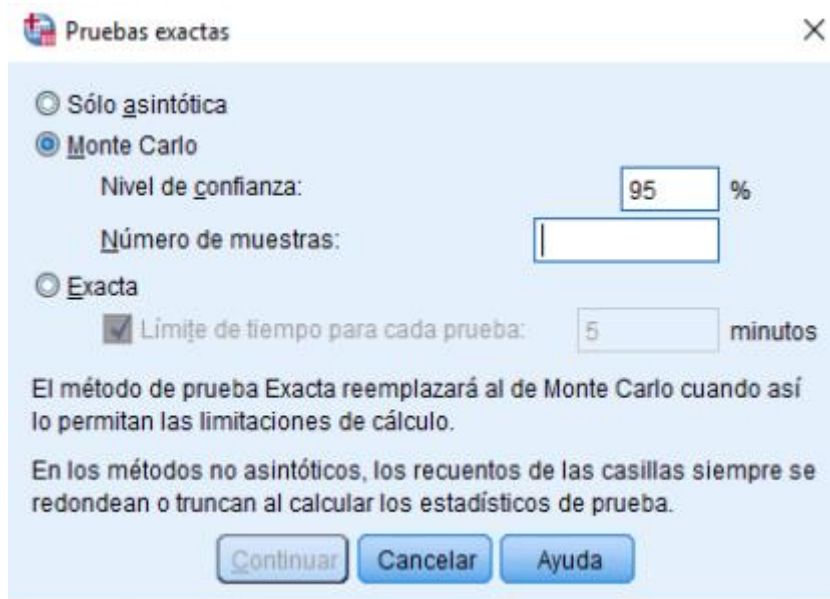 Pruebas exactas
Sólo asintótica
Monte Carlo
Nivel de confianza: 95 %
Número de muestras:
Exacta
Límite de tiempo para cada prueba: 5 minutos
El método de prueba Exacta reemplazará al de Monte Carlo cuando así
lo permitan las limitaciones de cálculo.
En los métodos no asintóticos, los recuentos de las casillas siempre se
redondean o truncan al calcular los estadísticos de prueba.
Continuar Cancelar Ayuda